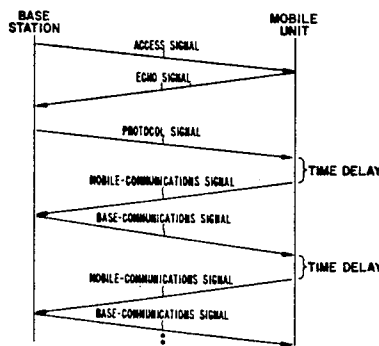 BASE
STATION
MOBILE
UNIT
ACCESS SIGNAL
ECHO SIGNAL
PROTOCOL SIGNAL
TIME DELAY
MOBILE-COMMUNICATIONS SIGNAL
BASE-COMMUNICATIONS SIGNAL
TIME DELAY
MOBILE-COMMUNICATIONS SIGNAL
BASE-COMMUNICATIONS SIGNAL